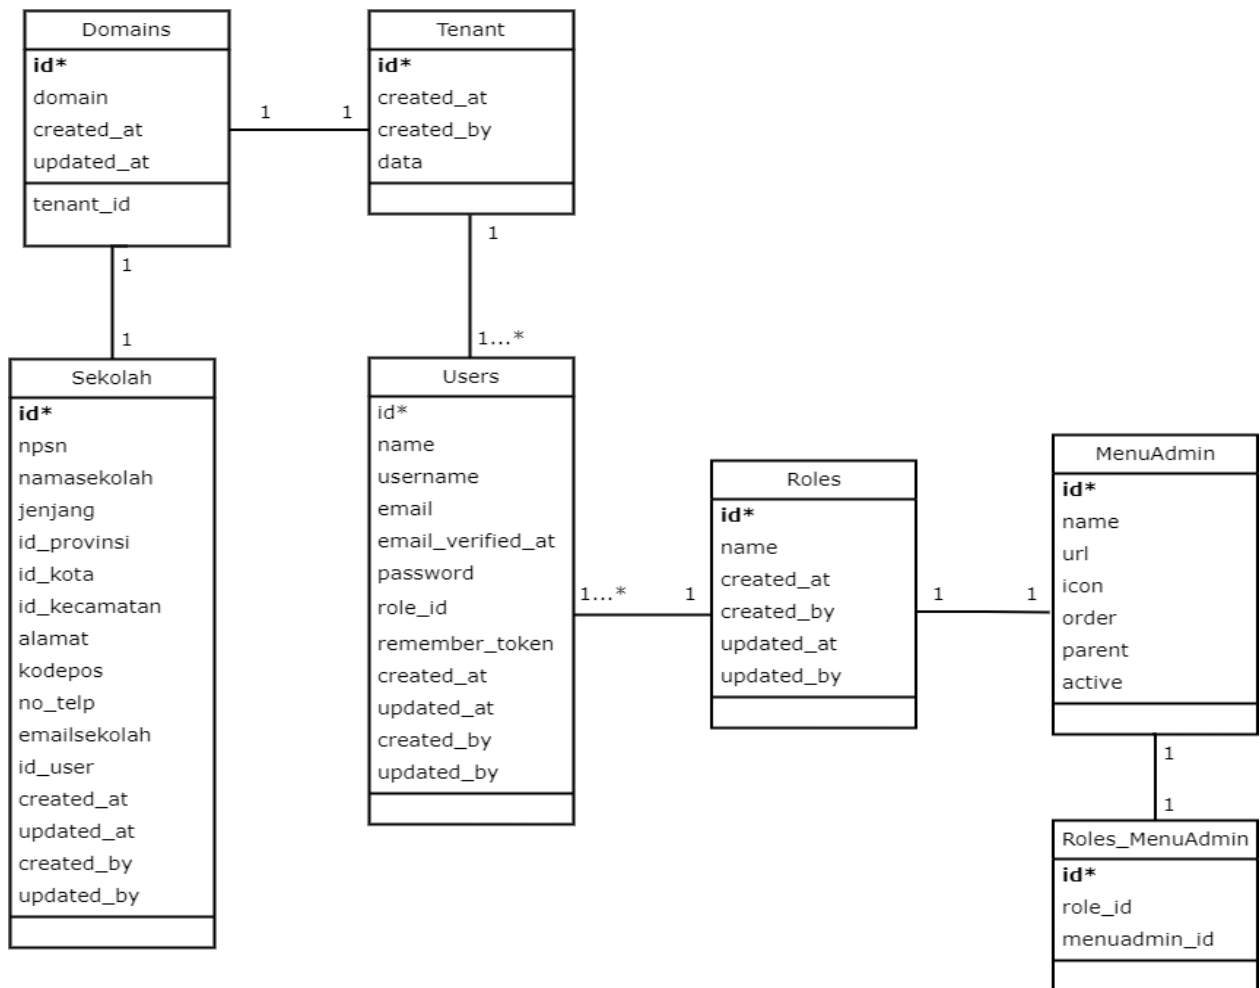 Domains
id*
domain
created_at
updated_at
tenant_id
1
1
Tenant
id*
created_at
created_by
data
1
1
1
1...*
Sekolah
id*
npsn
namasekolah
jenjang
id_provinsi
id_kota
id_kecamatan
alamat
kodepos
no_telp
emailsekolah
id_user
created_at
updated_at
created_by
updated_by
Users
id*
name
username
email
email_verified_at
password
role_id
remember_token
created_at
updated_at
created_by
updated_by
1...*
1
Roles
id*
name
created_at
created_by
updated_at
updated_by
1
1
MenuAdmin
id*
name
url
icon
order
parent
active
1
1
Roles_MenuAdmin
id*
role_id
menuadmin_id